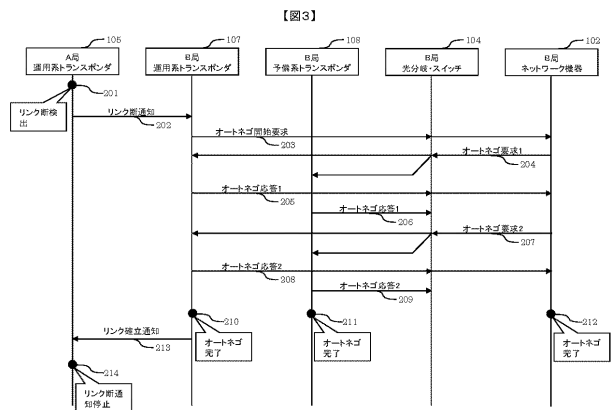 【図3】
105
107
108
104
102
A局
運用系トランスポンダ
B局
運用系トランスポンダ
B局
予備系トランスポンダ
B局
光分岐・スイッチ
B局
ネットワーク機器
201
リンク断検
出
リンク断通知
202
オートネゴ開始要求
203
オートネゴ要求1
204
オートネゴ応答1
205
オートネゴ応答1
206
オートネゴ要求2
207
オートネゴ応答2
208
オートネゴ応答2
209
210
211
212
オートネゴ
完了
オートネゴ
完了
オートネゴ
完了
リンク確立通知
213
214
リンク断通
知停止